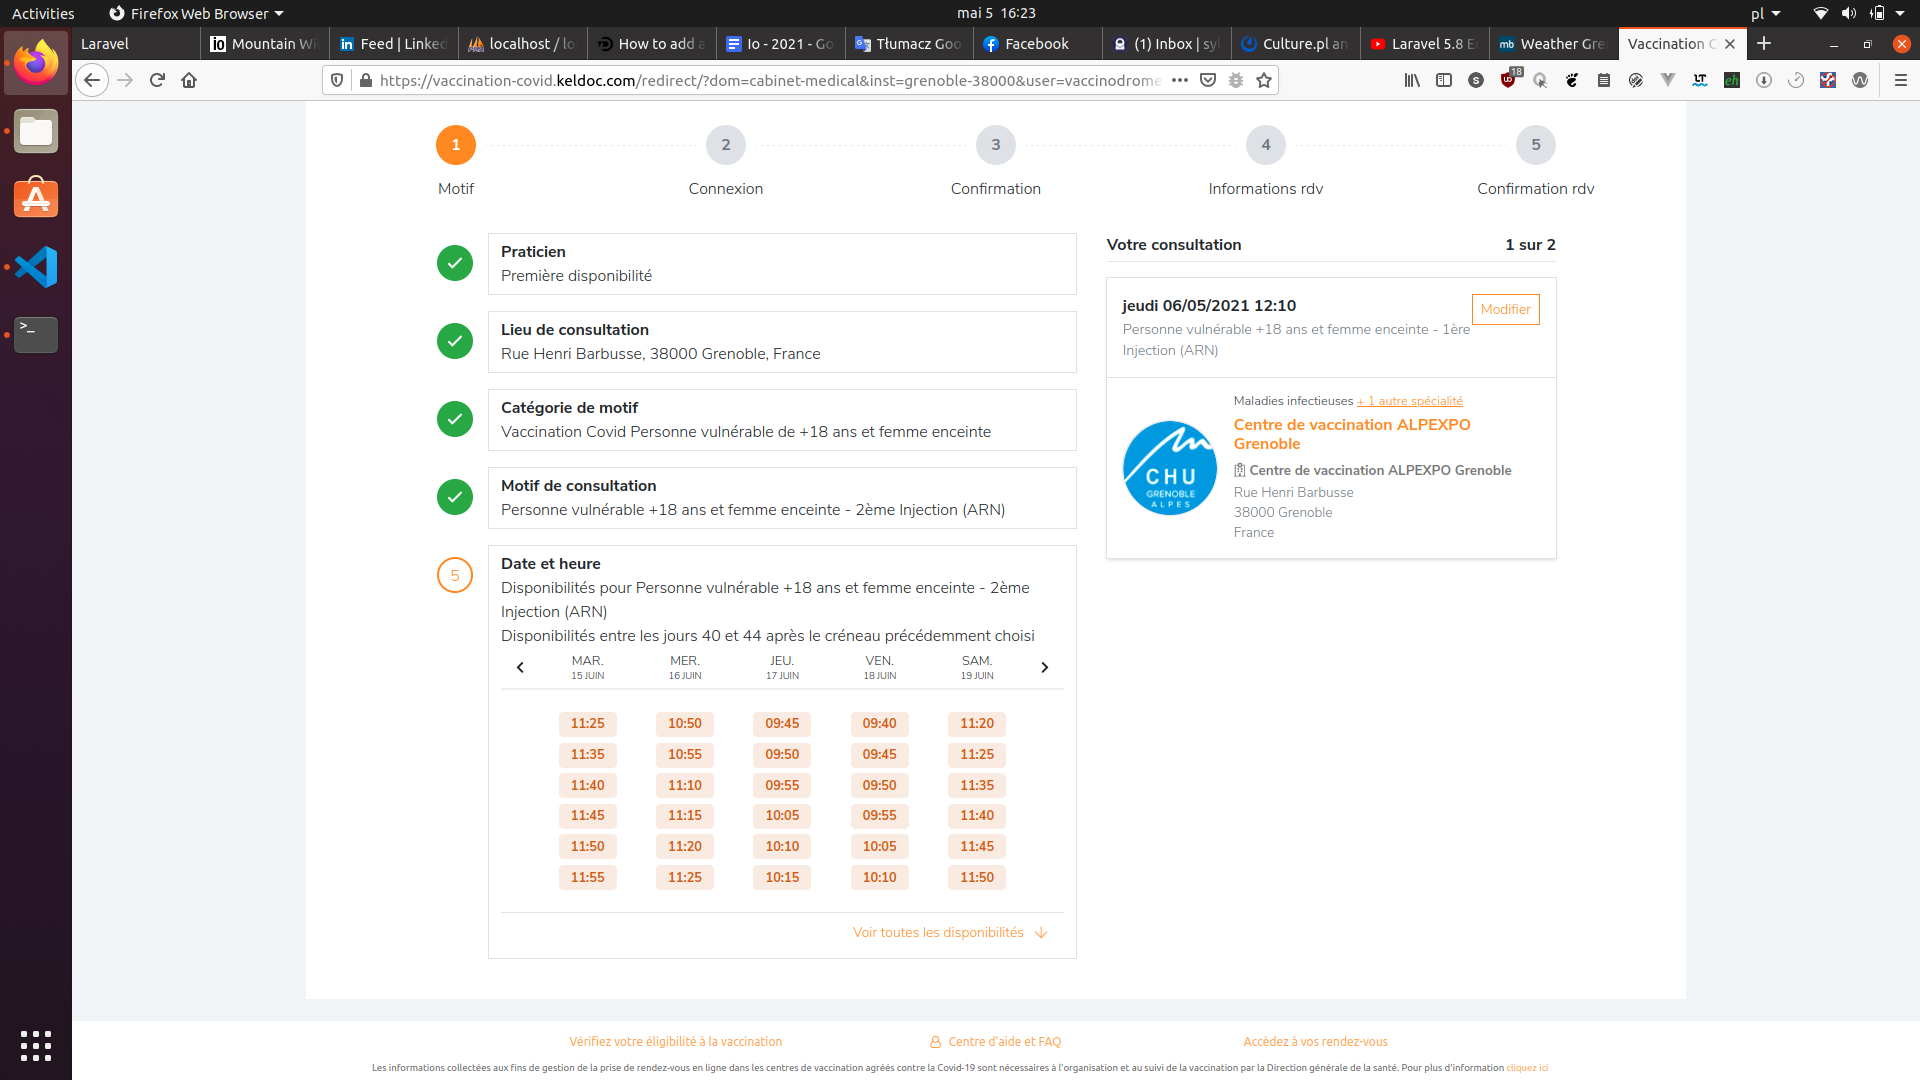 Activities
Firefox Web Browser
mai 5 16:23
pl
Laravel
Mountain Wi
Feed | Linked
localhost / lo
How to add a
Io - 2021 - Go
Tłumacz Goo
Facebook
(1) Inbox | syl
Culture.pl an
Laravel 5.8 Ec
Weather Gre
Vaccination C
https://vaccination-covid.keldoc.com/redirect/?dom=cabinet-medical&inst=grenoble-38000&user=vaccinodrome
18
1
2
3
4
5
Motif
Connexion
Confirmation
Informations rdv
Confirmation rdv
Praticien
Première disponibilité
Lieu de consultation
Rue Henri Barbusse, 38000 Grenoble, France
Catégorie de motif
Vaccination Covid Personne vulnérable de +18 ans et femme enceinte
Motif de consultation
Personne vulnérable +18 ans et femme enceinte - 2ème Injection (ARN)
5
Date et heure
Disponibilités pour Personne vulnérable +18 ans et femme enceinte - 2ème
Injection (ARN)
Disponibilités entre les jours 40 et 44 après le créneau précédemment choisi
MAR. MER. JEU. VEN. SAM.
15 JUIN 16 JUIN 17 JUIN 18 JUIN 19 JUIN
11:25 10:50 09:45 09:40 11:20
11:35 10:55 09:50 09:45 11:25
11:40 11:10 09:55 09:50 11:35
11:45 11:15 10:05 09:55 11:40
11:50 11:20 10:10 10:05 11:45
11:55 11:25 10:15 10:10 11:50
Voir toutes les disponibilités
Votre consultation
1 sur 2
jeudi 06/05/2021 12:10
Modifier
Personne vulnérable +18 ans et femme enceinte - 1ère
Injection (ARN)
Maladies infectieuses + 1 autre spécialité
Centre de vaccination ALPEXPO
Grenoble
CHU
GRENOBLE
ALPES
Centre de vaccination ALPEXPO Grenoble
Rue Henri Barbusse
38000 Grenoble
France
Vérifiez votre éligibilité à la vaccination
Centre d'aide et FAQ
Accèdez à vos rendez-vous
Les informations collectées aux fins de gestion de la prise de rendez-vous en ligne dans les centres de vaccination agréés contre la Covid-19 sont nécessaires à l'organisation et au suivi de la vaccination par la Direction générale de la santé. Pour plus d'information cliquez ici